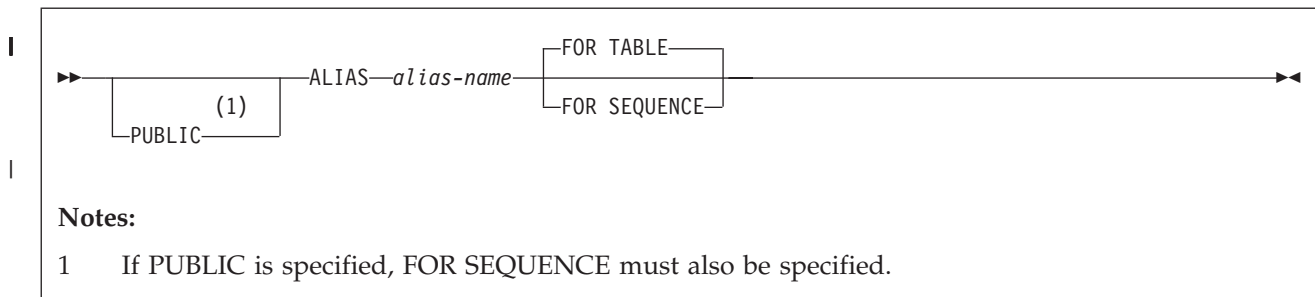 FOR TABLE
ALIAS alias-name
(1)
FOR SEQUENCE
PUBLIC
Notes:
1 If PUBLIC is specified, FOR SEQUENCE must also be specified.